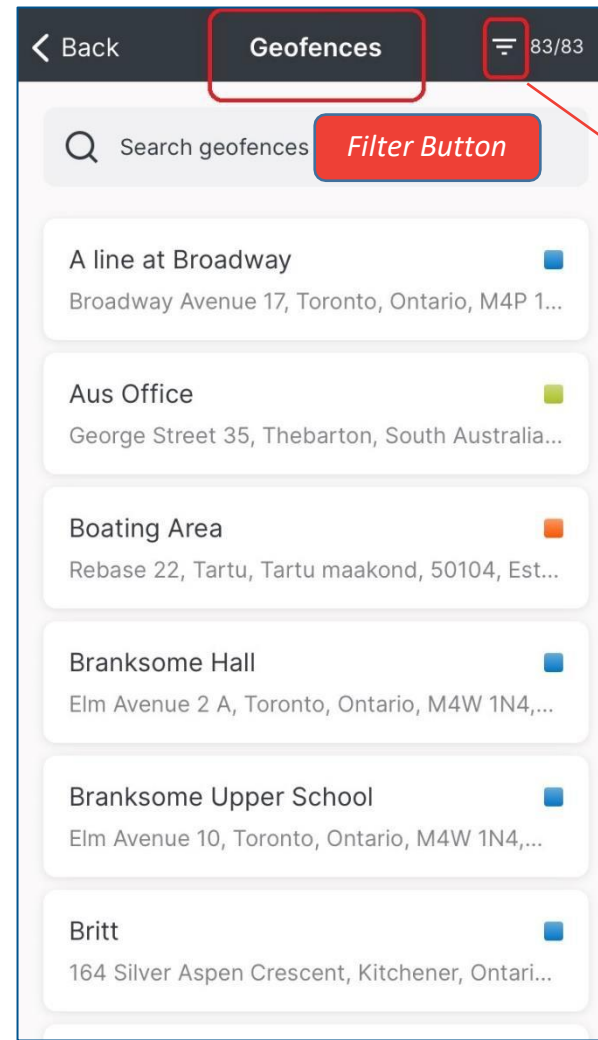 Back Geofences 83/83
Search geofences Filter Button
A line at Broadway
Broadway Avenue 17, Toronto, Ontario, M4P 1...
Aus Office
George Street 35, Thebarton, South Australia...
Boating Area
Rebase 22, Tartu, Tartu maakond, 50104, Est...
Branksome Hall
Elm Avenue 2 A, Toronto, Ontario, M4W 1N4,...
Branksome Upper School
Elm Avenue 10, Toronto, Ontario, M4W 1N4,...
Britt
164 Silver Aspen Crescent, Kitchener, Ontari...